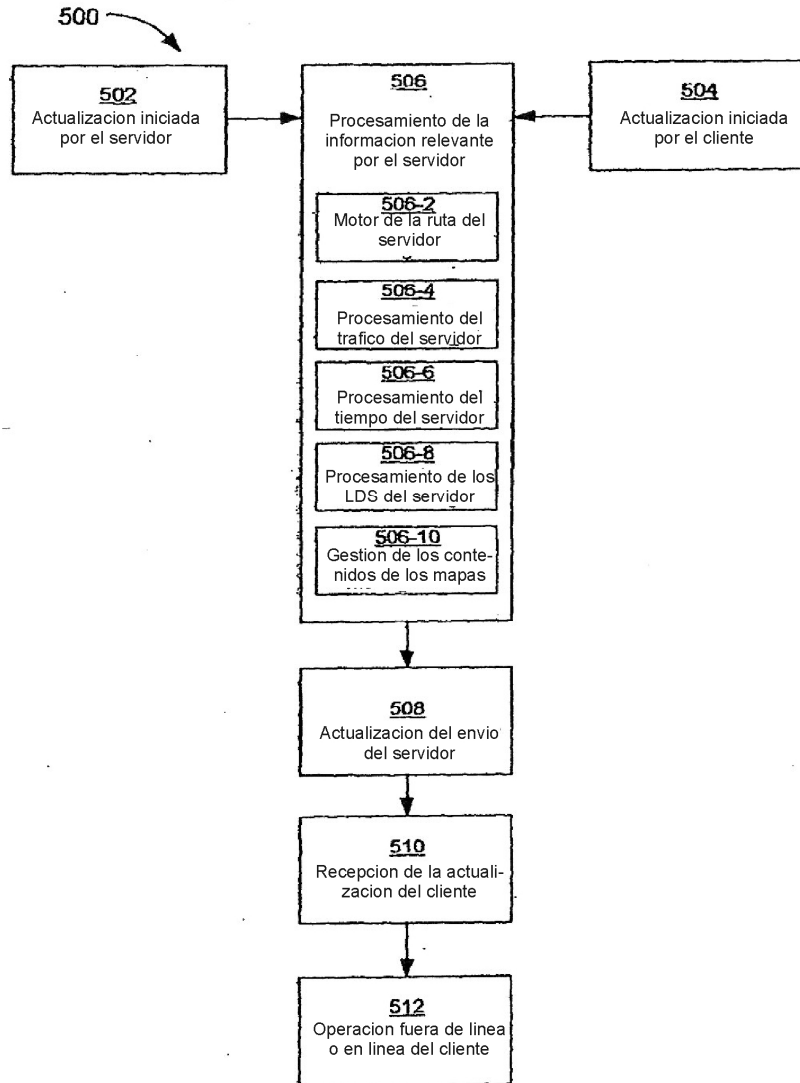 500
502
Actualizacion iniciada
por el servidor
506
Procesamiento de la
informacion relevante
por el servidor
504
Actualizacion iniciada
por el cliente
506-2
Motor de la ruta del
servidor
506-4
Procesamiento del
trafico del servidor
506-6
Procesamiento del
tiempo del servidor
506-8
Procesamiento de los
LDS del servidor
506-10
Gestion de los conte-
nidos de los mapas
508
Actualizacion del envio
del servidor
510
Recepcion de la actuali-
zacion del cliente
512
Operacion fuera de linea
o en linea del cliente